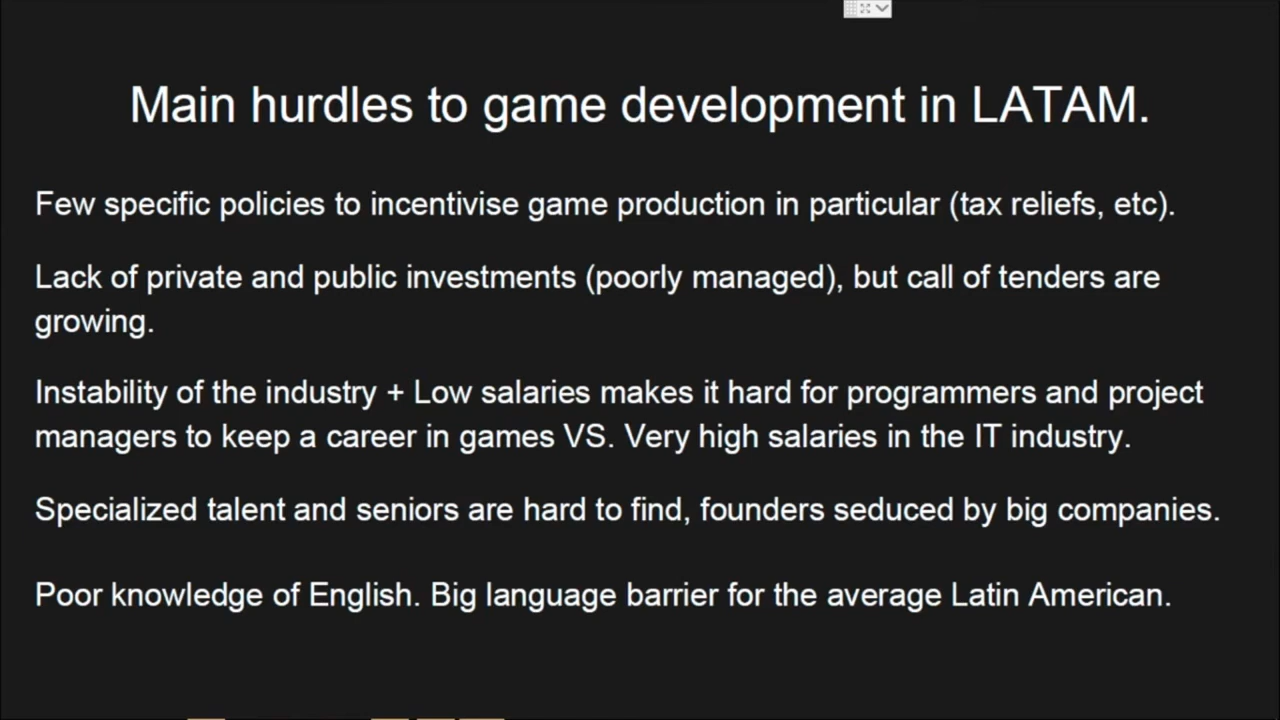 Main hurdles to game development in LATAM.
Few specific policies to incentivise game production in particular (tax reliefs, etc).
Lack of private and public investments (poorly managed), but call of tenders are
growing.
Instability of the industry + Low salaries makes it hard for programmers and project
managers to keep a career in games VS. Very high salaries in the IT industry.
Specialized talent and seniors are hard to find, founders seduced by big companies.
Poor knowledge of English. Big language barrier for the average Latin American.